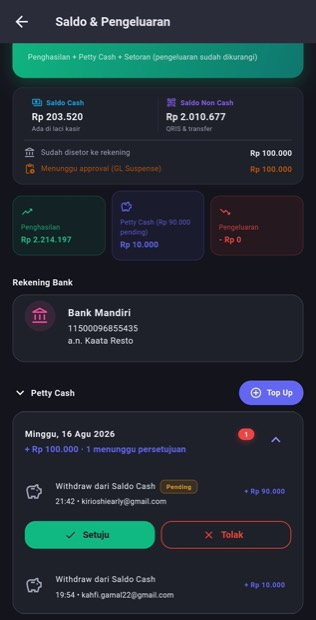 Saldo & Pengeluaran
Penghasilan + Petty Cash + Setoran (pengeluaran sudah dikurangi)
Saldo Cash
Rp 203.520
Ada di laci kasir
Saldo Non Cash
Rp 2.010.677
QRIS & transfer
Sudah disetor ke rekening Rp 100.000
Menunggu approval (GL Suspense) Rp 100.000
Penghasilan
Rp 2.214.197
Petty Cash (Rp 90.000
pending)
Rp 10.000
Pengeluaran
- Rp 0
Rekening Bank
Bank Mandiri
11500096855435
a.n. Kaata Resto
Petty Cash
Top Up
Minggu, 16 Agu 2026
1
+ Rp 100.000 · 1 menunggu persetujuan
Withdraw dari Saldo Cash Pending
+ Rp 90.000
21:42 • kirioshiearly@gmail.com
Setuju
Tolak
Withdraw dari Saldo Cash
+ Rp 10.000
19:54 • kahfi.gamal22@gmail.com